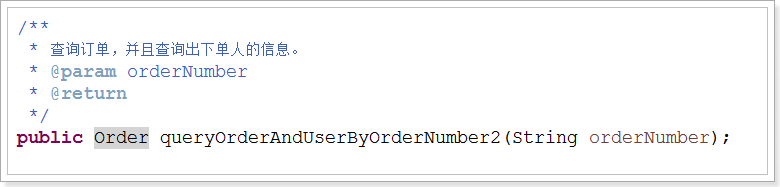 /**
 * 查询订单，并且查询出下单人的信息。
 * @param orderNumber
 * @return
 */
public Order queryOrderAndUserByOrderNumber2(String orderNumber);